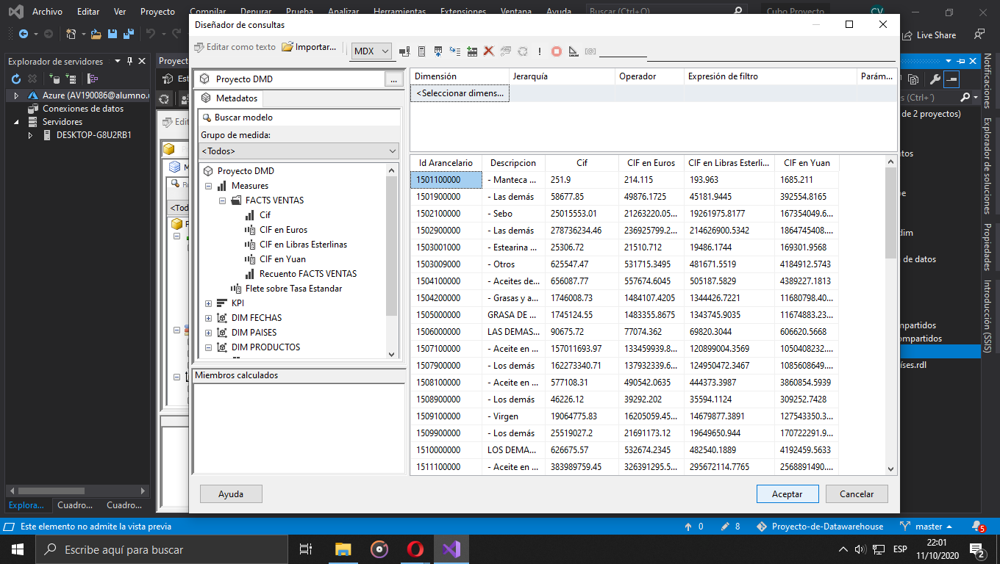 Archivo Editar Ver Proyecto Compilar Depurar Prueba Analizar Herramientas Extensiones Ventana Ayuda Buscar (Ctrl+Q) Cubo Proyecto CV
Live Share
Diseñador de consultas
Editar como texto Importar... MDX
Explorador de servidores
Azure (AV190086@alumno.u
Conexiones de datos
Servidores
DESKTOP-G8U2RB1
Explora... Cuadro... Cuadro...
Proyect
Est
Edit
<Tod
Proyecto DMD ...
Metadatos
Buscar modelo
Grupo de medida:
<Todos>
Proyecto DMD
Measures
FACTS VENTAS
Cif
CIF en Euros
CIF en Libras Esterlinas
CIF en Yuan
Recuento FACTS VENTAS
Flete sobre Tasa Estandar
KPI
DIM FECHAS
DIM PAISES
DIM PRODUCTOS
Miembros calculados
Dimensión Jerarquía Operador Expresión de filtro Parám...
<Seleccionar dimens...
Id Arancelario Descripcion Cif CIF en Euros CIF en Libras Esterli... CIF en Yuan
1501100000 - Manteca ... 251.9 214.115 193.963 1685.211
1501900000 - Las demás 58677.85 49876.1725 45181.9445 392554.8165
1502100000 - Sebo 25015553.01 21263220.05... 19261975.8177 167354049.6...
1502900000 - Las demás 278736234.46 236925799.2... 214626900.5342 1864745408....
1503001000 - Estearina ... 25306.72 21510.712 19486.1744 169301.9568
1503009000 - Otros 625547.47 531715.3495 481671.5519 4184912.5743
1504100000 - Aceites de... 656087.77 557674.6045 505187.5829 4389227.1813
1504200000 - Grasas y a... 1746008.73 1484107.4205 1344426.7221 11680798.40...
1505000000 GRASA DE ... 1745124.55 1483355.8675 1343745.9035 11674883.23...
1506000000 LAS DEMAS... 90675.72 77074.362 69820.3044 606620.5668
1507100000 - Aceite en ... 157011693.97 133459939.8... 120899004.3569 1050408232....
1507900000 - Los demás 162273340.71 137932339.6... 124950472.3467 1085608649....
1508100000 - Aceite en ... 577108.31 490542.0635 444373.3987 3860854.5939
1508900000 - Los demás 46226.12 39292.202 35594.1124 309252.7428
1509100000 - Virgen 19064775.83 16205059.45... 14679877.3891 127543350.3...
1509900000 - Los demás 25519027.2 21691173.12 19649650.944 170722291.9...
1510000000 LOS DEMA... 626675.57 532674.2345 482540.1889 4192459.5633
1511100000 - Aceite en ... 383989759.45 326391295.5... 295672114.7765 2568891490....
Ayuda Aceptar Cancelar
s (Ctrl+´)
de 2 proyectos)
tos
e
dim
de datos
mpartidos
ompartidos
íses.rdl
Notificaciones
Explorador de soluciones
Propiedades
Introducción (SSIS)
Este elemento no admite la vista previa 0 8 Proyecto-de-Datawarehouse master 5
Escribe aquí para buscar
ESP
22:01
11/10/2020
2